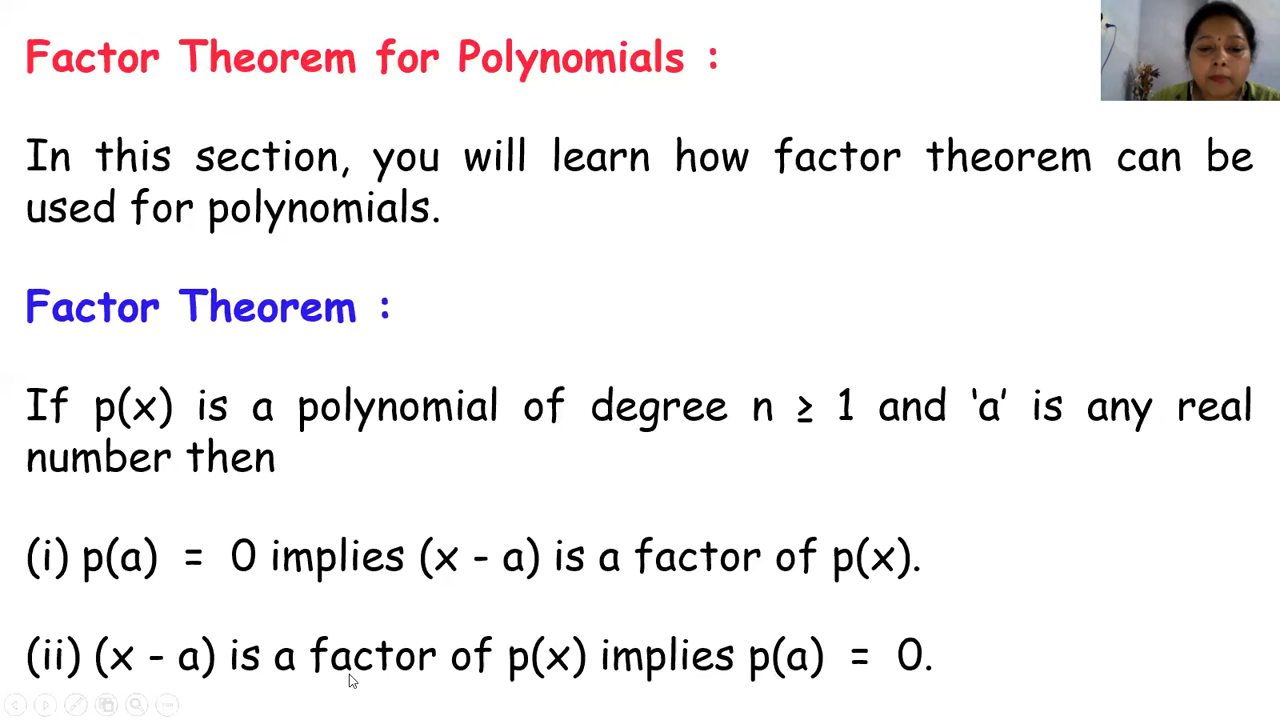 Factor Theorem for Polynomials :
In this section, you will learn how factor theorem can be
used for polynomials.
Factor Theorem :
If p(x) is a polynomial of degree n ≥ 1 and ‘a’ is any real
number then
(i) p(a) = 0 implies (x - a) is a factor of p(x).
(ii) (x - a) is a factor of p(x) implies p(a) = 0.